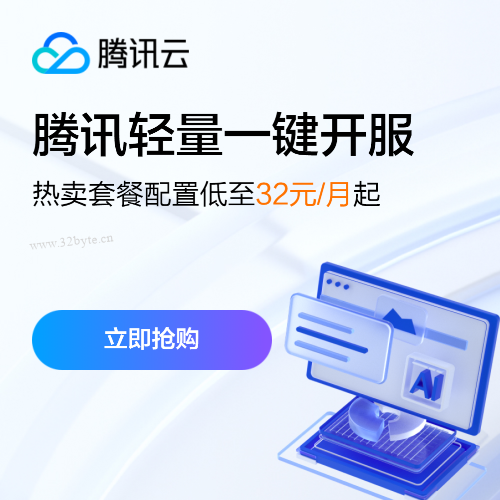 腾讯云
腾讯轻量一键开服
热卖套餐配置低至32元/月起
www.32byte.cn
立即抢购
AI